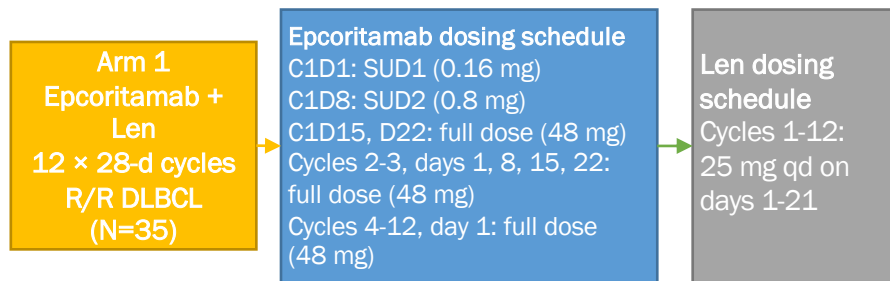 Arm 1
Epcoritamab +
Len
12 × 28-d cycles
R/R DLBCL
(N=35)
Epcoritamab dosing schedule
C1D1: SUD1 (0.16 mg)
C1D8: SUD2 (0.8 mg)
C1D15, D22: full dose (48 mg)
Cycles 2-3, days 1, 8, 15, 22:
full dose (48 mg)
Cycles 4-12, day 1: full dose
(48 mg)
Len dosing
schedule
Cycles 1-12:
25 mg qd on
days 1-21